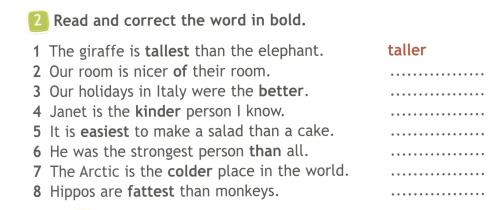 2 Read and correct the word in bold.
1 The giraffe is tallest than the elephant. taller
2 Our room is nicer of their room. ................
3 Our holidays in Italy were the better. ................
4 Janet is the kinder person I know. ................
5 It is easiest to make a salad than a cake. ................
6 He was the strongest person than all. ................
7 The Arctic is the colder place in the world. ................
8 Hippos are fattest than monkeys. ................